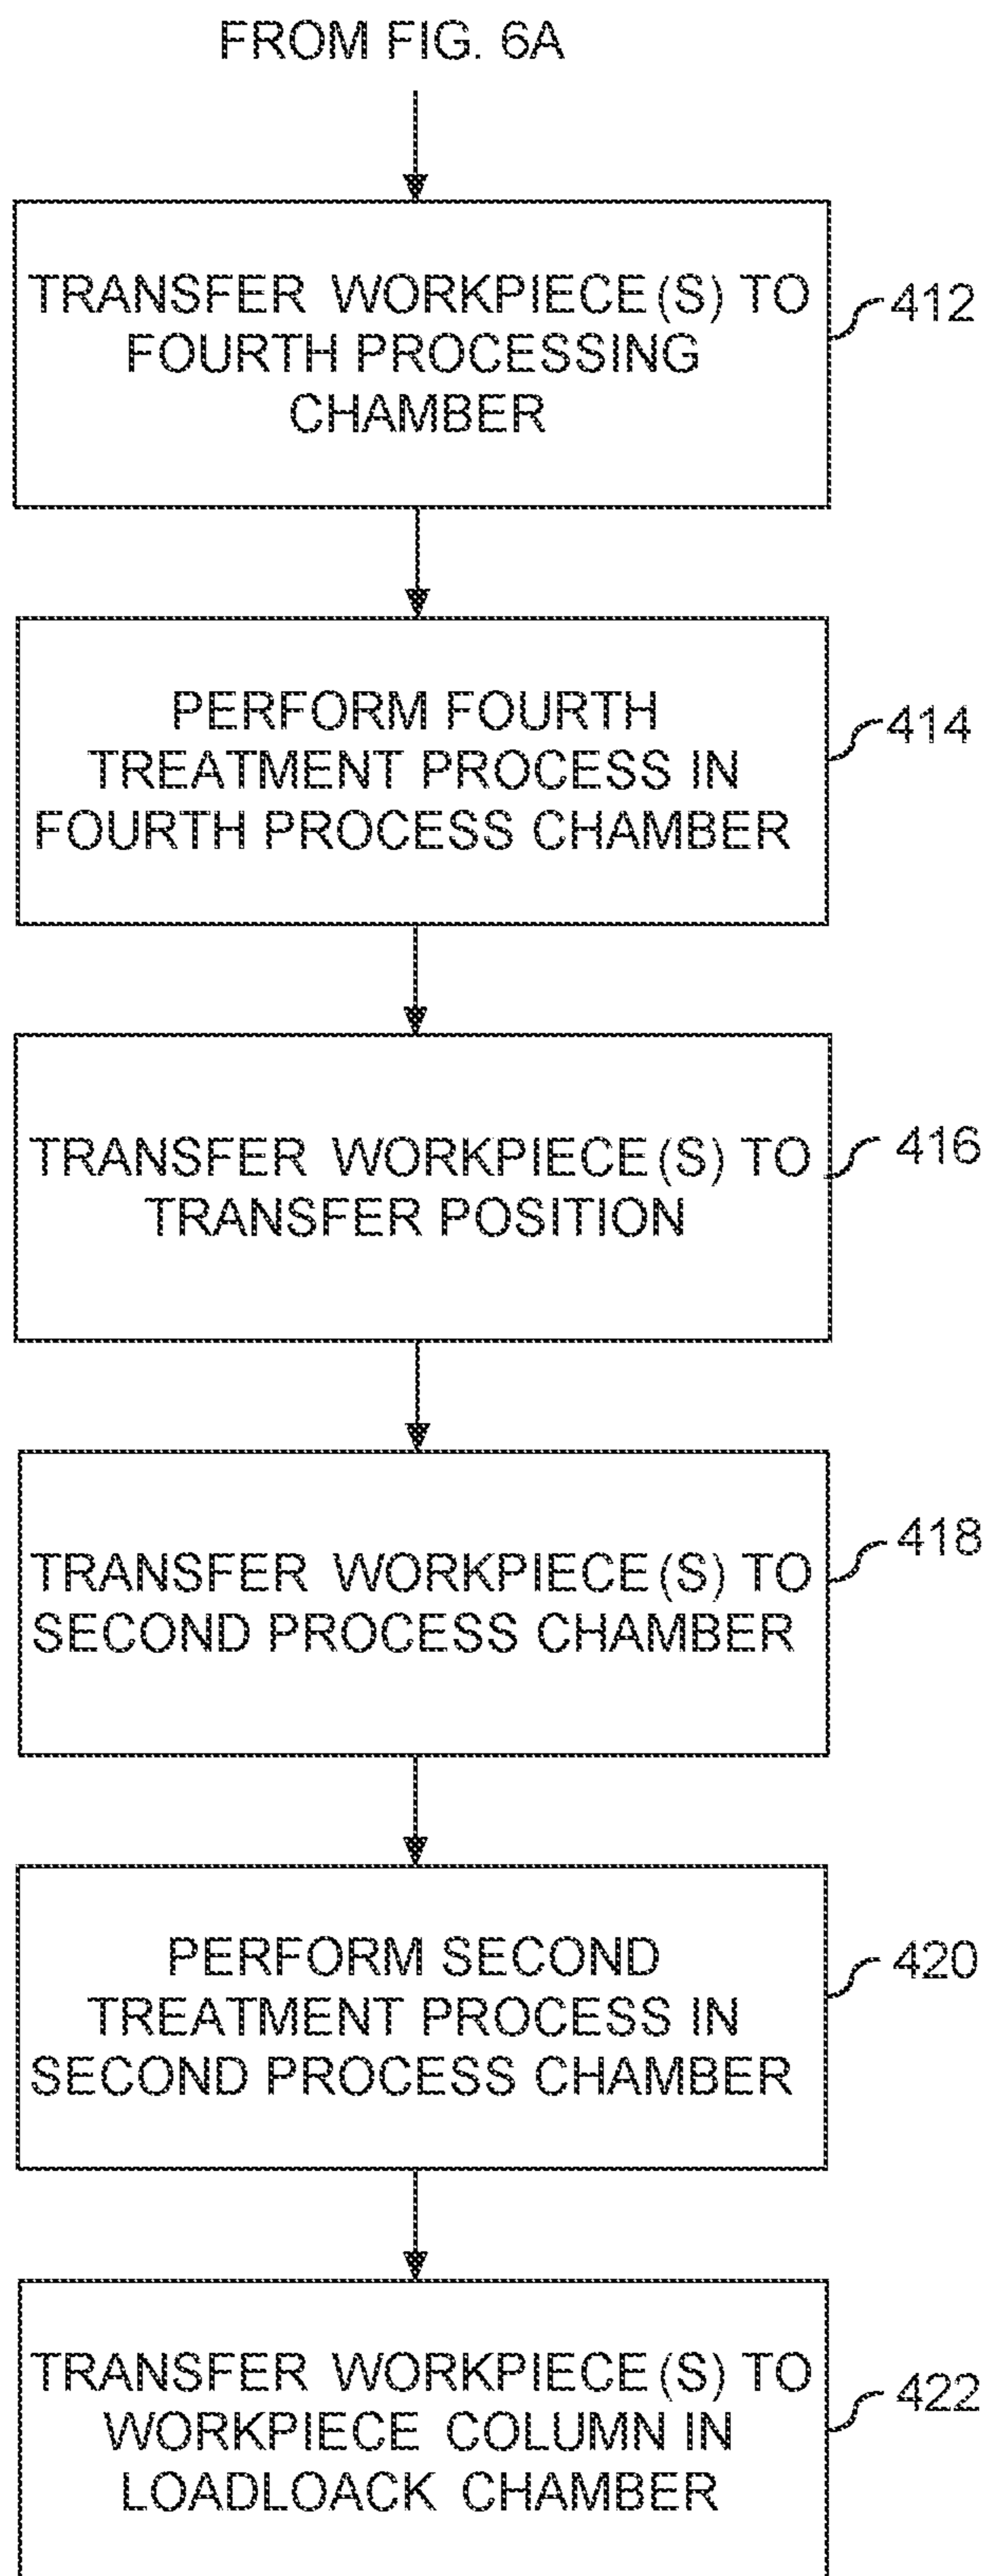 FROM FIG. 6A
TRANSFER WORKPIECE(S) TO
FOURTH PROCESSING
CHAMBER
412
PERFORM FOURTH
TREATMENT PROCESS IN
FOURTH PROCESS CHAMBER
414
TRANSFER WORKPIECE(S) TO
TRANSFER POSITION
416
TRANSFER WORKPIECE(S) TO
SECOND PROCESS CHAMBER
418
PERFORM SECOND
TREATMENT PROCESS IN
SECOND PROCESS CHAMBER
420
TRANSFER WORKPIECE(S) TO
WORKPIECE COLUMN IN
LOADLOACK CHAMBER
422